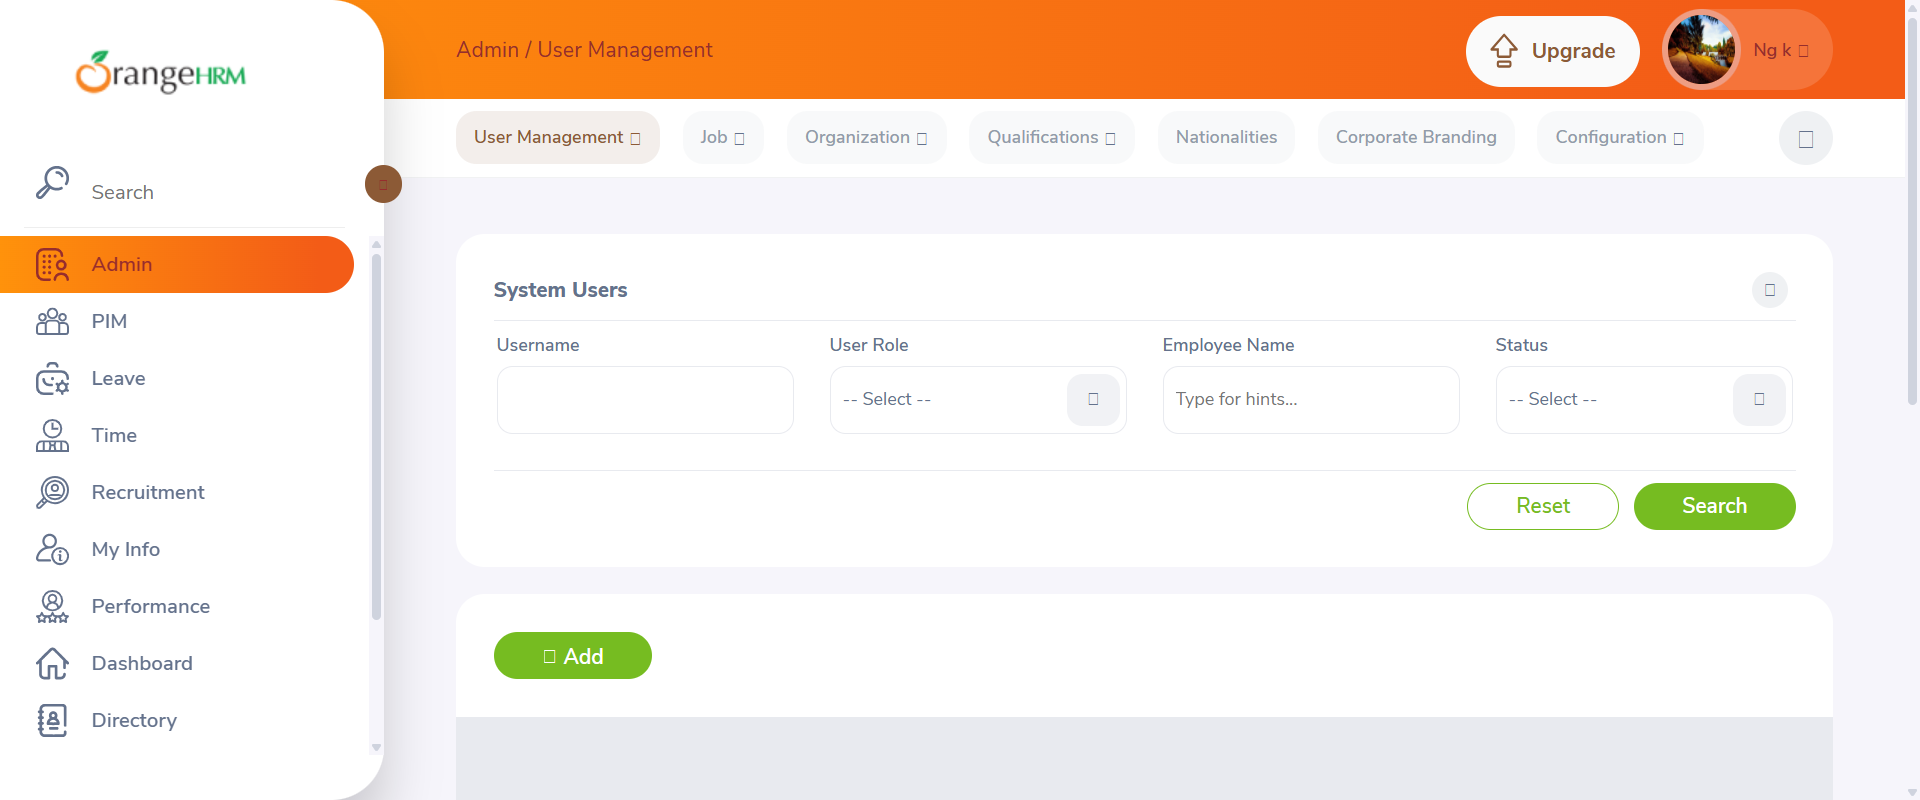 OrangeHRM
Search
Admin
PIM
Leave
Time
Recruitment
My Info
Performance
Dashboard
Directory
Admin / User Management
Upgrade
Ng k
User Management
Job
Organization
Qualifications
Nationalities
Corporate Branding
Configuration
System Users
Username
User Role
Employee Name
Status
-- Select --
Type for hints...
-- Select --
Reset
Search
Add